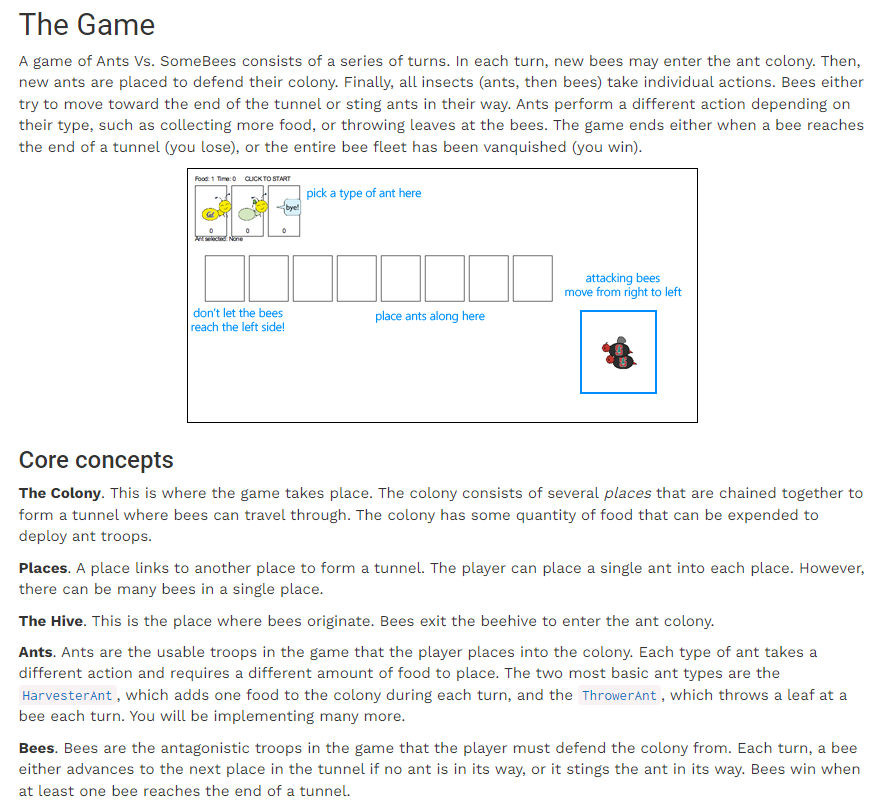 The Game
A game of Ants Vs. SomeBees consists of a series of turns. In each turn, new bees may enter the ant colony. Then,
new ants are placed to defend their colony. Finally, all insects (ants, then bees) take individual actions. Bees either
try to move toward the end of the tunnel or sting ants in their way. Ants perform a different action depending on
their type, such as collecting more food, or throwing leaves at the bees. The game ends either when a bee reaches
the end of a tunnel (you lose), or the entire bee fleet has been vanquished (you win).
Food: 1 Time: 0 CLICK TO START
pick a type of ant here
bye!
0 0 0
Ant selected: None
attacking bees
move from right to left
don't let the bees
reach the left side!
place ants along here
Core concepts
The Colony. This is where the game takes place. The colony consists of several places that are chained together to
form a tunnel where bees can travel through. The colony has some quantity of food that can be expended to
deploy ant troops.
Places. A place links to another place to form a tunnel. The player can place a single ant into each place. However,
there can be many bees in a single place.
The Hive. This is the place where bees originate. Bees exit the beehive to enter the ant colony.
Ants. Ants are the usable troops in the game that the player places into the colony. Each type of ant takes a
different action and requires a different amount of food to place. The two most basic ant types are the
HarvesterAnt, which adds one food to the colony during each turn, and the ThrowerAnt, which throws a leaf at a
bee each turn. You will be implementing many more.
Bees. Bees are the antagonistic troops in the game that the player must defend the colony from. Each turn, a bee
either advances to the next place in the tunnel if no ant is in its way, or it stings the ant in its way. Bees win when
at least one bee reaches the end of a tunnel.